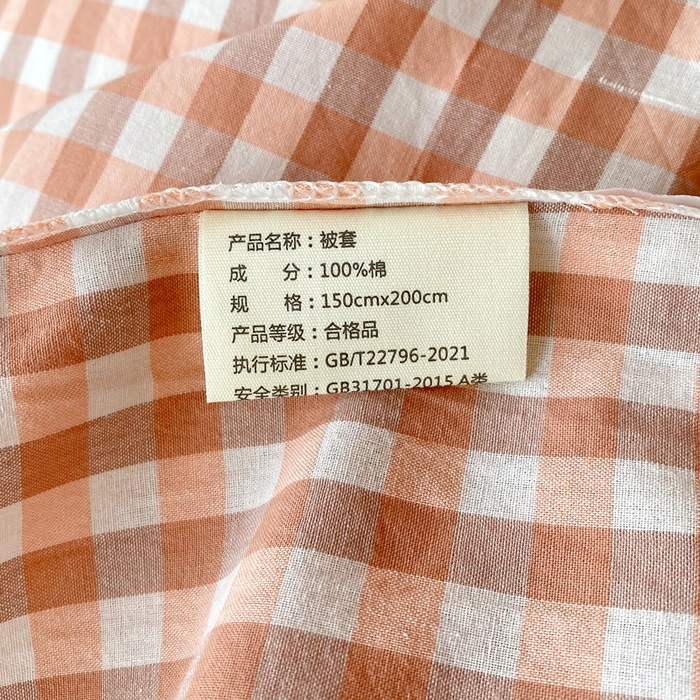 产品名称：被套
成 分：100%棉
规 格：150cmx200cm
产品等级：合格品
执行标准：GB/T22796-2021
安全类别：GB31701-2015 A类